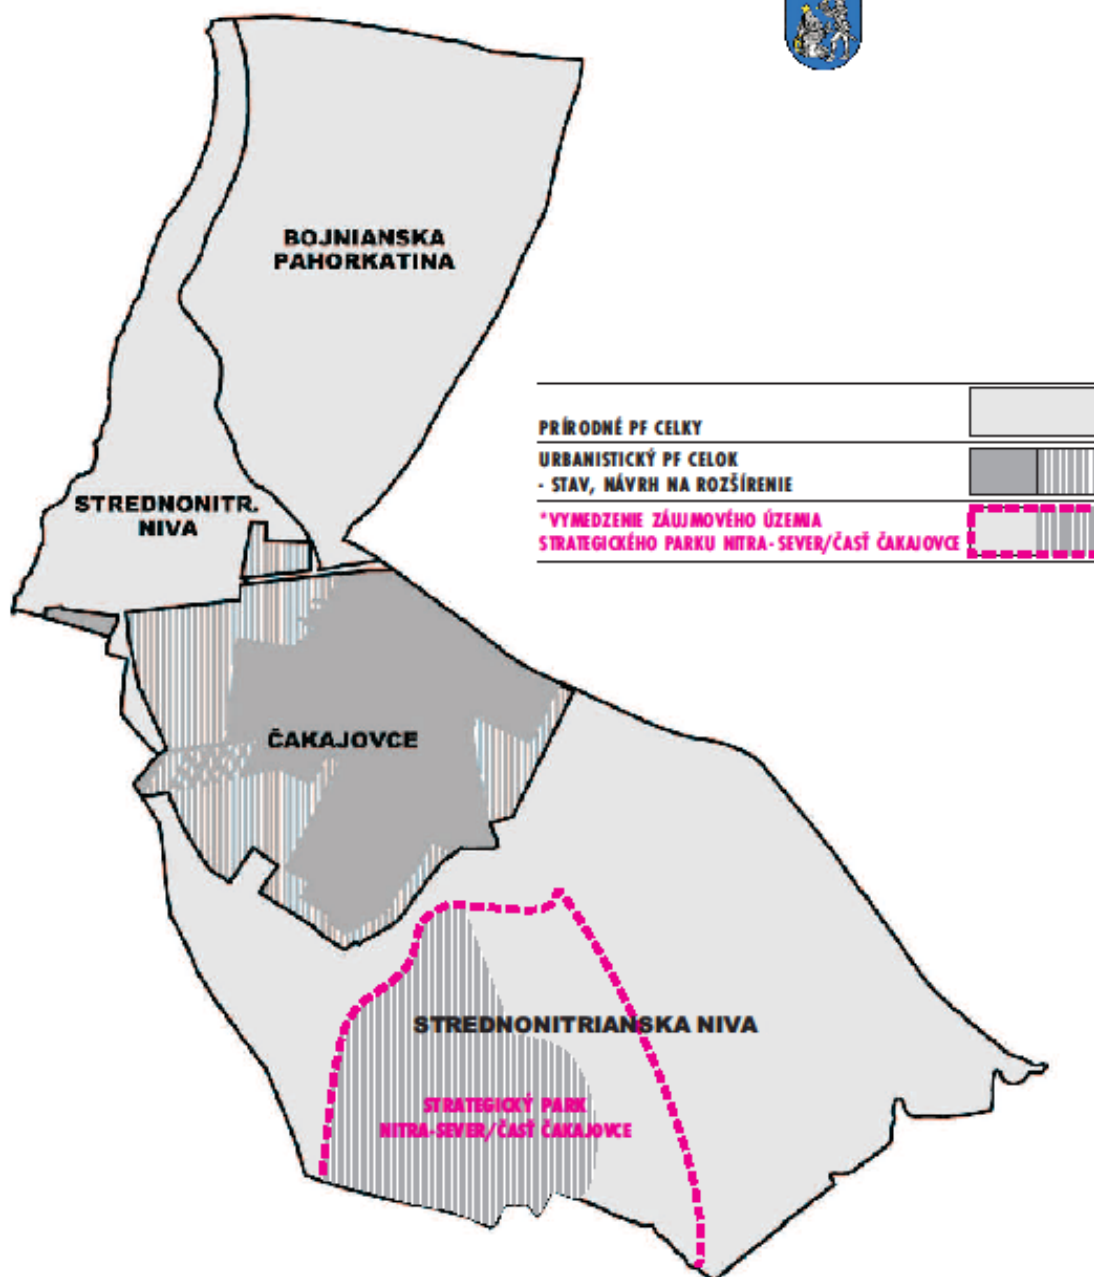 BOJNIANSKA
PAHORKATINA
STREDNONITR.
NIVA
PRÍRODNÉ PF CELKY
URBANISTICKÝ PF CELOK
- STAV, NÁVRH NA ROZŠÍRENIE
*VYMEDZENIE ZÁUJMOVÉHO ÚZEMIA
STRATEGICKÉHO PARKU NITRA-SEVER/ČASŤ ČAKAJOVCE
ČAKAJOVCE
STREDNONITRIANSKA NIVA
STRATEGICKÝ PARK
NITRA-SEVER/ČASŤ ČAKAJOVCE